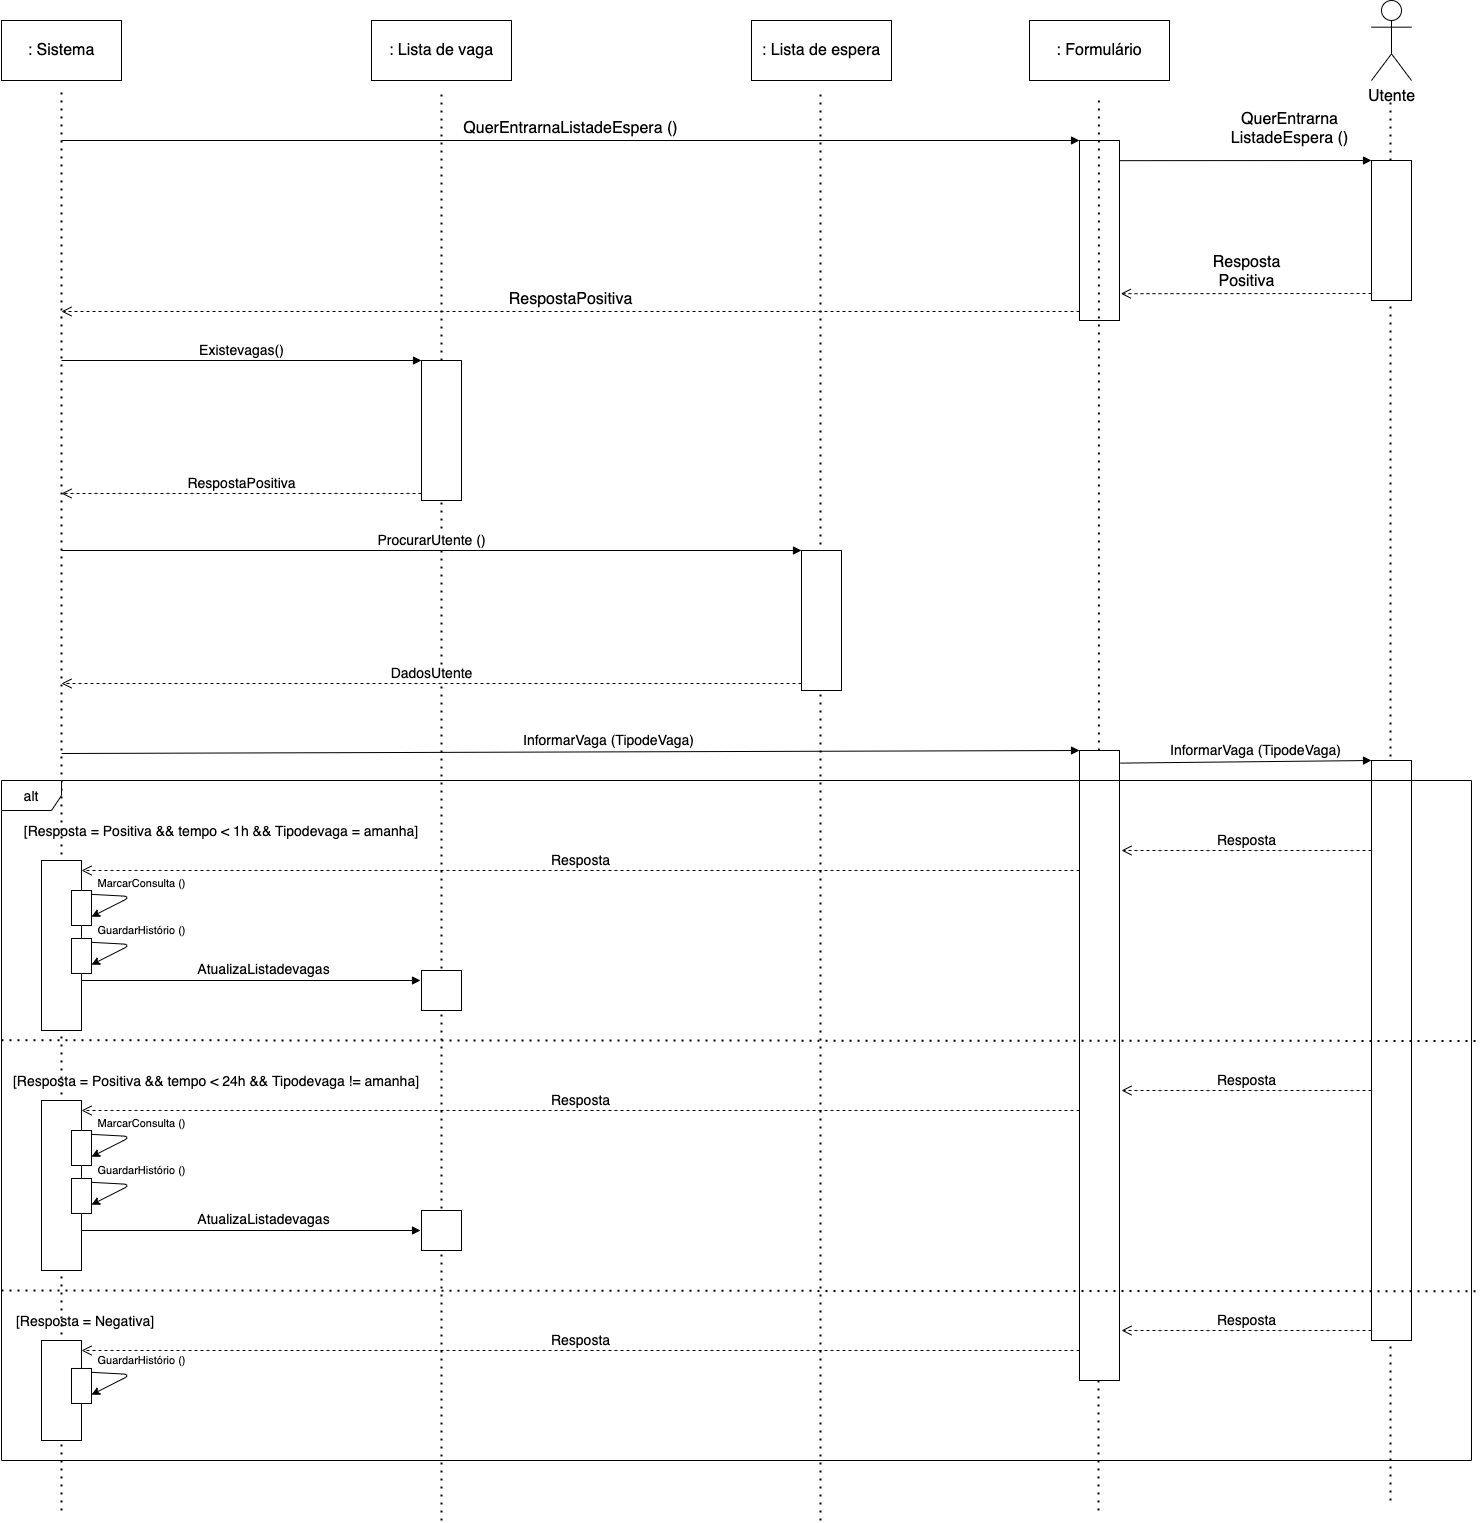 : Sistema
: Lista de vaga
: Lista de espera
: Formulário
Utente
QuerEntrarnaListadeEspera ()
QuerEntrarna
ListadeEspera ()
Resposta
Positiva
RespostaPositiva
Existevagas()
RespostaPositiva
ProcurarUtente ()
DadosUtente
InformarVaga (TipodeVaga)
InformarVaga (TipodeVaga)
alt
[Resposta = Positiva && tempo < 1h && Tipodevaga = amanha]
Resposta
Resposta
MarcarConsulta ()
GuardarHistório ()
AtualizaListadevagas
[Resposta = Positiva && tempo < 24h && Tipodevaga != amanha]
Resposta
Resposta
MarcarConsulta ()
GuardarHistório ()
AtualizaListadevagas
[Resposta = Negativa]
Resposta
Resposta
GuardarHistório ()